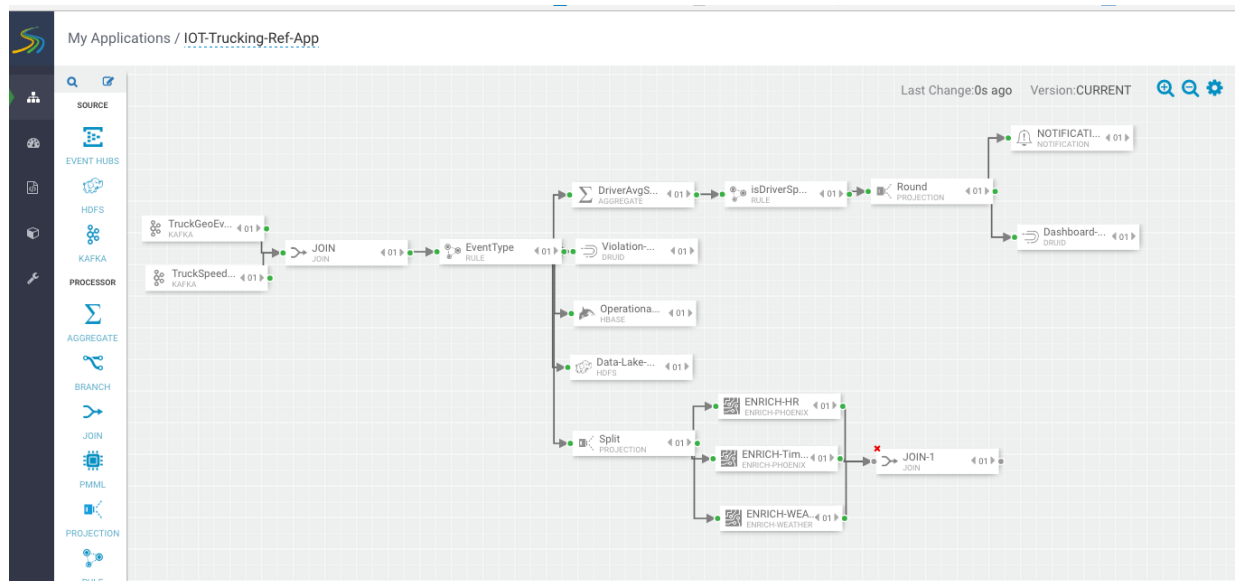 My Applications / IOT-Trucking-Ref-App
Last Change:0s ago Version:CURRENT
SOURCE
EVENT HUBS
HDFS
KAFKA
PROCESSOR
AGGREGATE
BRANCH
JOIN
PMML
PROJECTION
RULE
TruckGeoEv... 01
KAFKA
TruckSpeed... 01
KAFKA
JOIN 01
JOIN
EventType 01
RULE
DriverAvgS... 01
AGGREGATE
isDriverSp... 01
RULE
Round 01
PROJECTION
NOTIFICATI... 01
NOTIFICATION
Dashboard-... 01
DRUID
Violation-... 01
DRUID
Operationa... 01
HBASE
Data-Lake-... 01
HDFS
Split 01
PROJECTION
ENRICH-HR 01
ENRICH-PHOENIX
ENRICH-Tim... 01
ENRICH-PHOENIX
ENRICH-WEA... 01
ENRICH-WEATHER
JOIN-1 01
JOIN